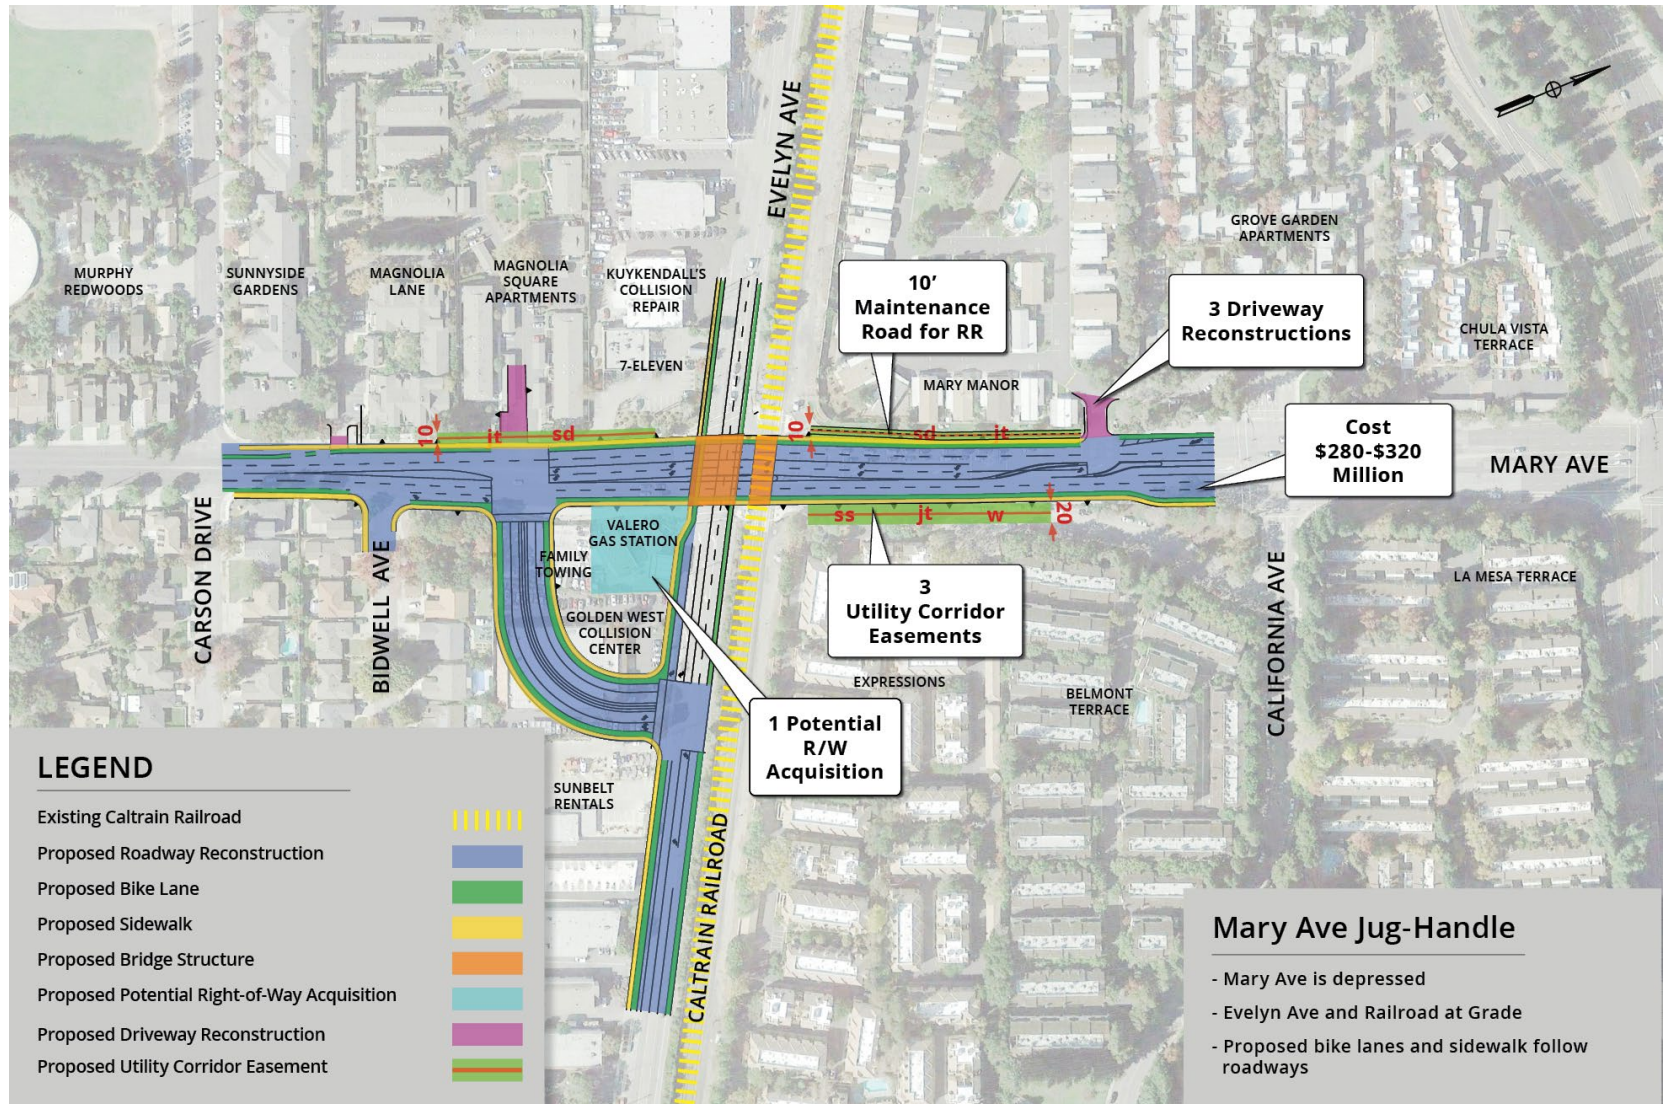 EVELYN AVE
MURPHY
REDWOODS
SUNNYSIDE
GARDENS
MAGNOLIA
LANE
MAGNOLIA
SQUARE
APARTMENTS
KUYKENDALL'S
COLLISION
REPAIR
7-ELEVEN
10’
Maintenance
Road for RR
MARY MANOR
GROVE GARDEN
APARTMENTS
3 Driveway
Reconstructions
CHULA VISTA
TERRACE
10
jt
sd
10
sd
jt
Cost
$280-$320
Million
MARY AVE
CARSON DRIVE
BIDWELL AVE
VALERO
GAS STATION
FAMILY
TOWING
GOLDEN WEST
COLLISION
CENTER
ss
jt
w
20
3
Utility Corridor
Easements
CALIFORNIA AVE
LA MESA TERRACE
EXPRESSIONS
BELMONT
TERRACE
1 Potential
R/W
Acquisition
SUNBELT
RENTALS
CALTRAIN RAILROAD
LEGEND
Existing Caltrain Railroad
Proposed Roadway Reconstruction
Proposed Bike Lane
Proposed Sidewalk
Proposed Bridge Structure
Proposed Potential Right-of-Way Acquisition
Proposed Driveway Reconstruction
Proposed Utility Corridor Easement
Mary Ave Jug-Handle
- Mary Ave is depressed
- Evelyn Ave and Railroad at Grade
- Proposed bike lanes and sidewalk follow
roadways